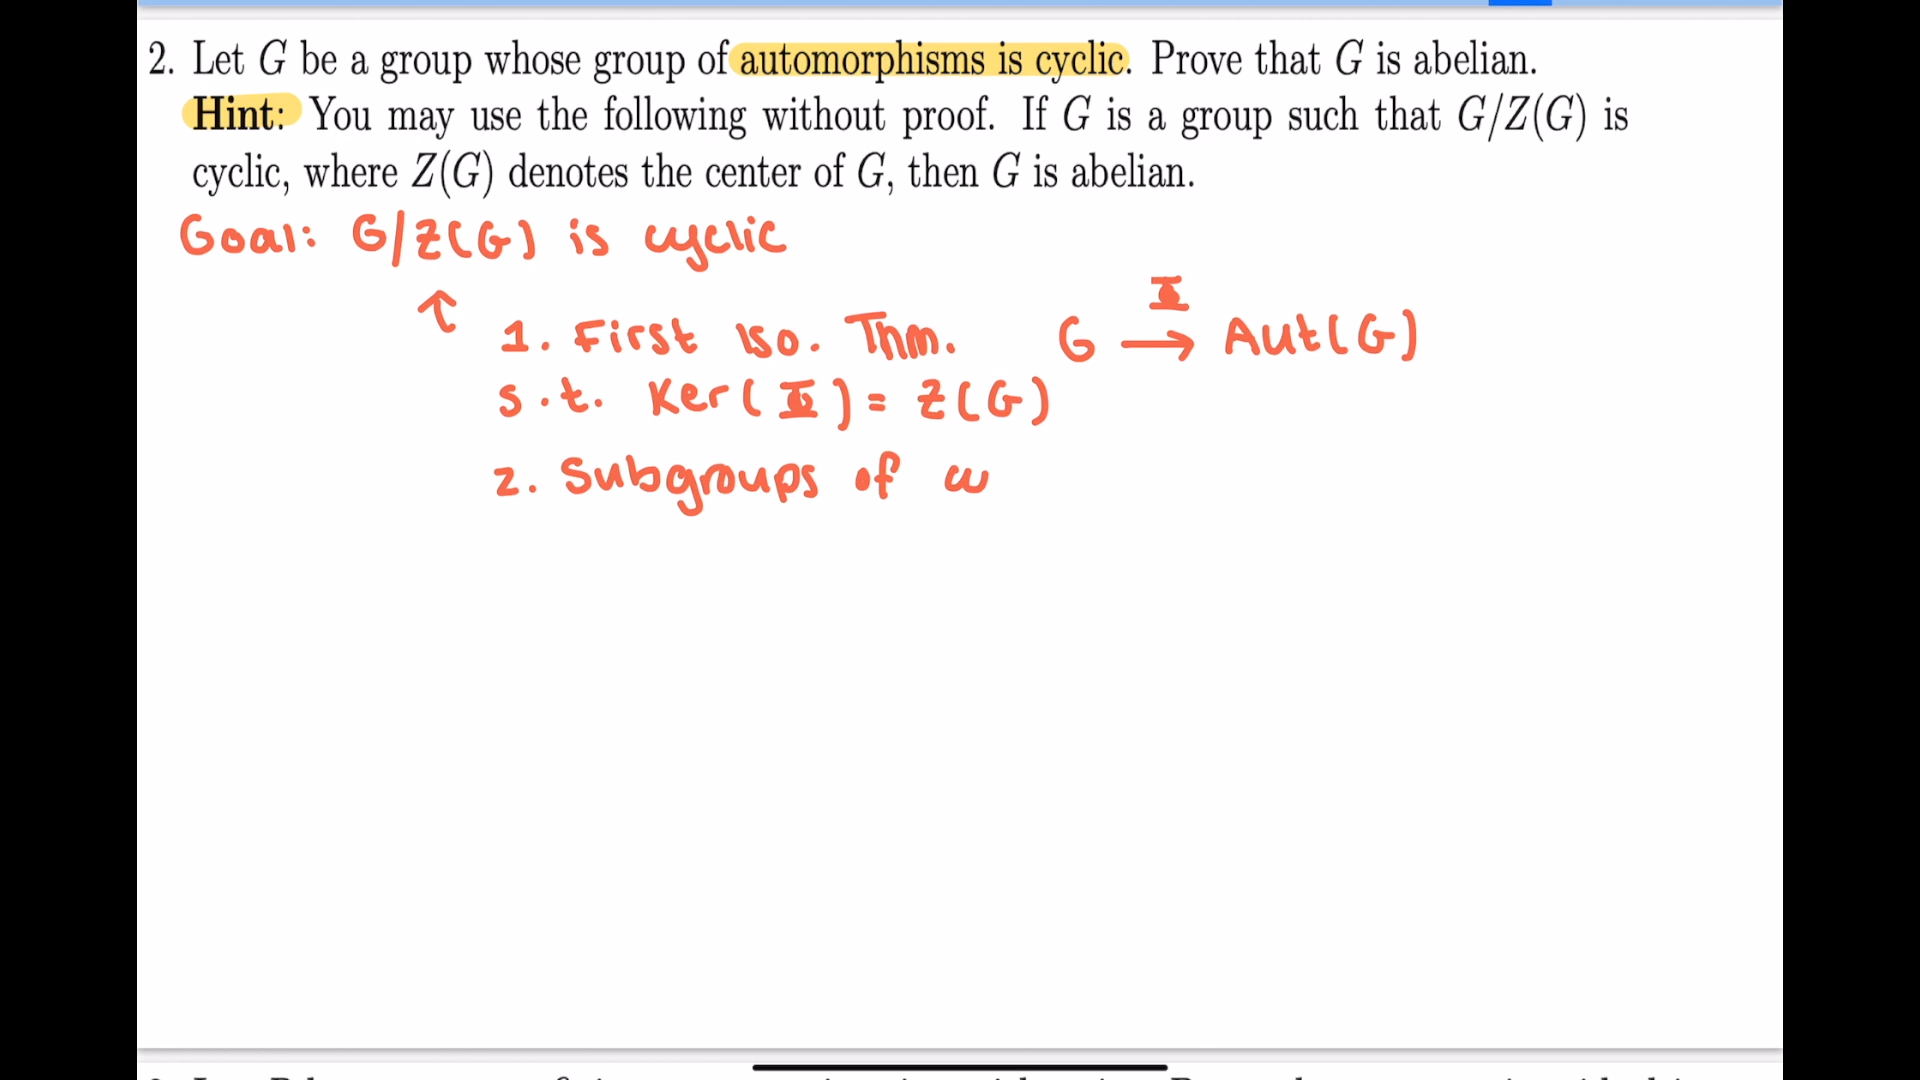 2. Let G be a group whose group of automorphisms is cyclic. Prove that G is abelian.
Hint: You may use the following without proof. If G is a group such that G/Z(G) is
cyclic, where Z(G) denotes the center of G, then G is abelian.
Goal: G/Z(G) is cyclic
↑ 1. First Iso. Thm. G → Aut(G)
s.t. Ker(Φ) = Z(G)
2. Subgroups of